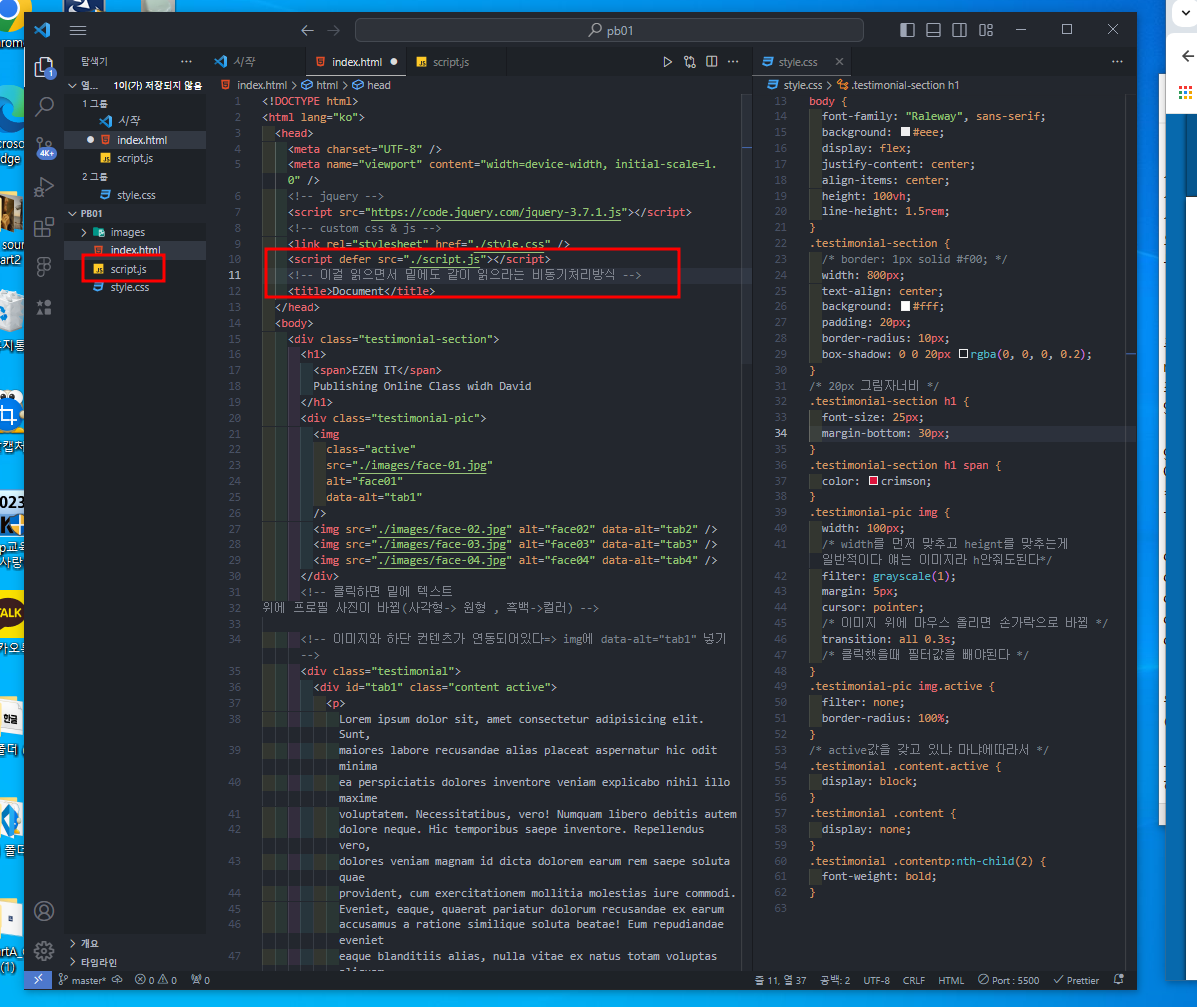 pb01
탐색기
열... 1이(가) 저장되지 않음
1 그룹
시작
index.html
script.js
2 그룹
style.css
PB01
images
index.html
script.js
style.css
개요
타임라인
시작
index.html
script.js
index.html > html > head
1 <!DOCTYPE html>
2 <html lang="ko">
3 <head>
4 <meta charset="UTF-8" />
5 <meta name="viewport" content="width=device-width, initial-scale=1.
0" />
6 <!-- jquery -->
7 <script src="https://code.jquery.com/jquery-3.7.1.js"></script>
8 <!-- custom css & js -->
9 <link rel="stylesheet" href="./style.css" />
10 <script defer src="./script.js"></script>
11 <!-- 이걸 읽으면서 밑에도 같이 읽으라는 비동기처리방식 -->
12 <title>Document</title>
13 </head>
14 <body>
15 <div class="testimonial-section">
16 <h1>
17 <span>EZEN IT</span>
18 Publishing Online Class widh David
19 </h1>
20 <div class="testimonial-pic">
21 <img
22 class="active"
23 src="./images/face-01.jpg"
24 alt="face01"
25 data-alt="tab1"
26 />
27 <img src="./images/face-02.jpg" alt="face02" data-alt="tab2" />
28 <img src="./images/face-03.jpg" alt="face03" data-alt="tab3" />
29 <img src="./images/face-04.jpg" alt="face04" data-alt="tab4" />
30 </div>
31 <!-- 클릭하면 밑에 텍스트
32 위에 프로필 사진이 바뀜(사각형-> 원형 , 흑백->컬러) -->
33
34 <!-- 이미지와 하단 컨텐츠가 연동되어있다=> img에 data-alt="tab1" 넣기
-->
35 <div class="testimonial">
36 <div id="tab1" class="content active">
37 <p>
38 Lorem ipsum dolor sit, amet consectetur adipisicing elit.
Sunt,
39 maiores labore recusandae alias placeat aspernatur hic odit
minima
40 ea perspiciatis dolores inventore veniam explicabo nihil illo
maxime
41 voluptatem. Necessitatibus, vero! Numquam libero debitis autem
42 dolore neque. Hic temporibus saepe inventore. Repellendus
vero,
43 dolores veniam magnam id dicta dolorem earum rem saepe soluta
quae
44 provident, cum exercitationem mollitia molestias iure commodi.
45 Eveniet, eaque, quaerat pariatur dolorum recusandae ex earum
46 accusamus a ratione similique soluta beatae! Eum repudiandae
eveniet
47 eaque blanditiis alias, nulla vitae ex natus totam voluptas
style.css
style.css > .testimonial-section h1
13 body {
14 font-family: "Raleway", sans-serif;
15 background: #eee;
16 display: flex;
17 justify-content: center;
18 align-items: center;
19 height: 100vh;
20 line-height: 1.5rem;
21 }
22 .testimonial-section {
23 /* border: 1px solid #f00; */
24 width: 800px;
25 text-align: center;
26 background: #fff;
27 padding: 20px;
28 border-radius: 10px;
29 box-shadow: 0 0 20px rgba(0, 0, 0, 0.2);
30 }
31 /* 20px 그림자너비 */
32 .testimonial-section h1 {
33 font-size: 25px;
34 margin-bottom: 30px;
35 }
36 .testimonial-section h1 span {
37 color: crimson;
38 }
39 .testimonial-pic img {
40 width: 100px;
41 /* width를 먼저 맞추고 heignt를 맞추는게
일반적이다 얘는 이미지라 h안줘도된다*/
42 filter: grayscale(1);
43 margin: 5px;
44 cursor: pointer;
45 /* 이미지 위에 마우스 올리면 손가락으로 바뀜 */
46 transition: all 0.3s;
47 /* 클릭했을때 필터값을 빼야된다 */
48 }
49 .testimonial-pic img.active {
50 filter: none;
51 border-radius: 100%;
52 }
53 /* active값을 갖고 있냐 마냐에따라서 */
54 .testimonial .content.active {
55 display: block;
56 }
57 .testimonial .content {
58 display: none;
59 }
60 .testimonial .contentp:nth-child(2) {
61 font-weight: bold;
62 }
63
master* 0 0 0
줄 11, 열 37 공백: 2 UTF-8 CRLF HTML Port : 5500 Prettier